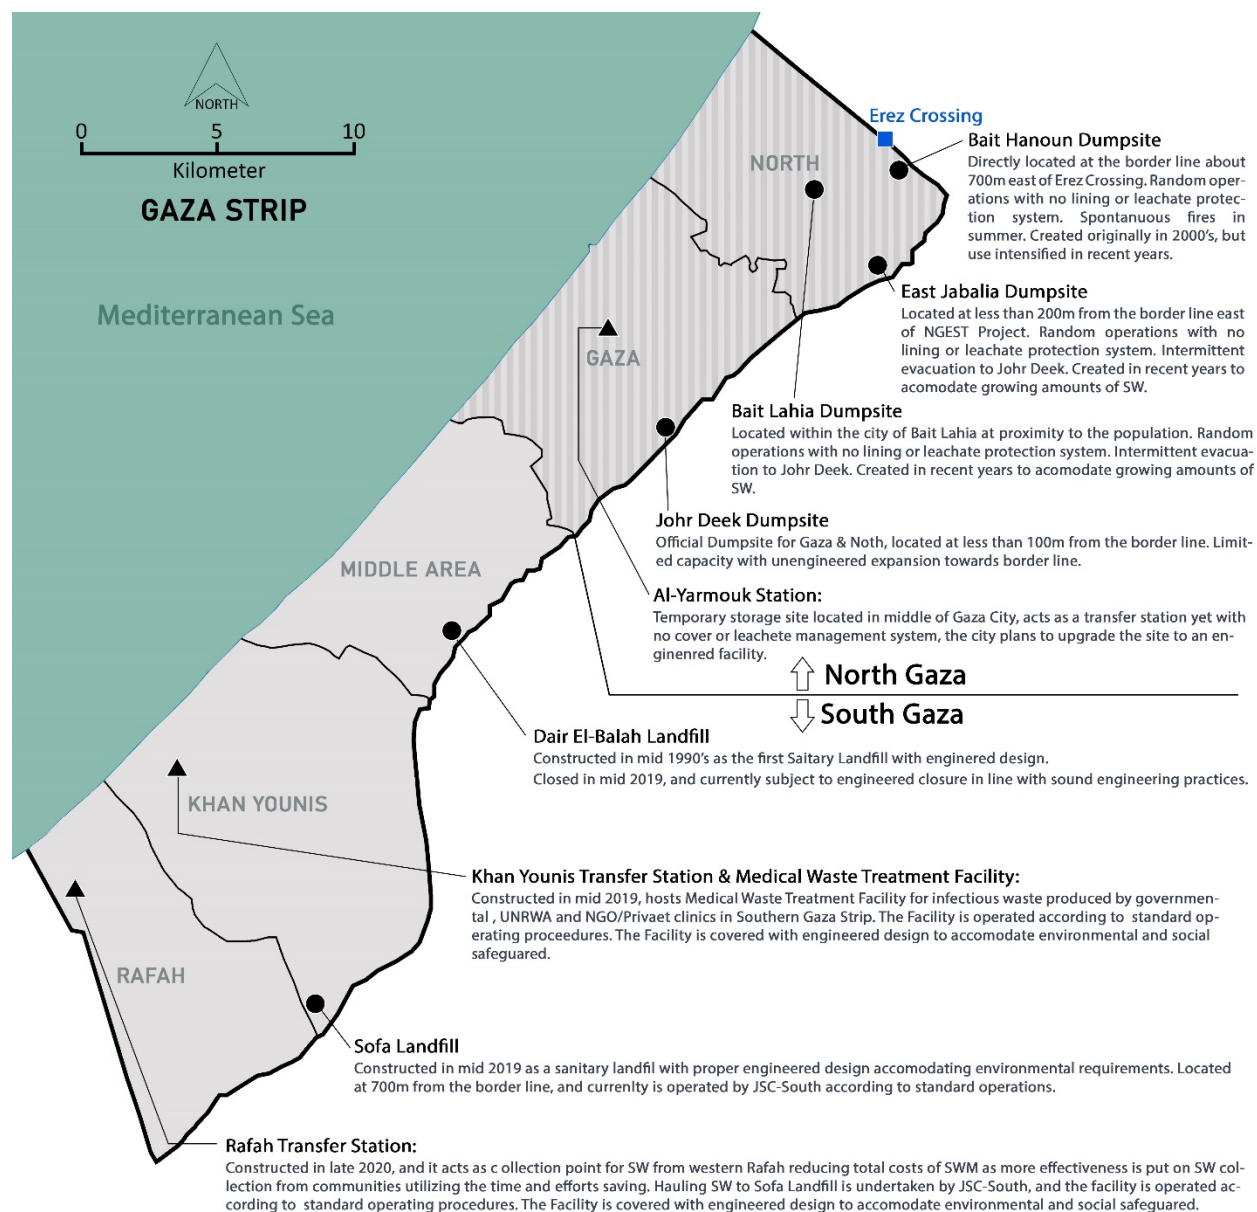 NORTH
0 5 10
Kilometer
GAZA STRIP
Mediterranean Sea
Erez Crossing
NORTH
Bait Hanoun Dumpsite
Directly located at the border line about
700m east of Erez Crossing. Random oper-
ations with no lining or leachate protec-
tion system. Spontanuous fires in
summer. Created originally in 2000's, but
use intensified in recent years.
East Jabalia Dumpsite
Located at less than 200m from the border line east
of NGEST Project. Random operations with no
lining or leachate protection system. Intermittent
evacuation to Johr Deek. Created in recent years to
acomodate growing amounts of SW.
GAZA
Bait Lahia Dumpsite
Located within the city of Bait Lahia at proximity to the population. Random
operations with no lining or leachate protection system. Intermittent evacua-
tion to Johr Deek. Created in recent years to acomodate growing amounts of
SW.
Johr Deek Dumpsite
Official Dumpsite for Gaza & Noth, located at less than 100m from the border line. Limit-
ed capacity with unengineered expansion towards border line.
MIDDLE AREA
Al-Yarmouk Station:
Temporary storage site located in middle of Gaza City, acts as a transfer station yet with
no cover or leachete management system, the city plans to upgrade the site to an en-
ginenred facility.
North Gaza
South Gaza
Dair El-Balah Landfill
Constructed in mid 1990's as the first Saitary Landfill with enginered design.
Closed in mid 2019, and currently subject to engineered closure in line with sound engineering practices.
KHAN YOUNIS
Khan Younis Transfer Station & Medical Waste Treatment Facility:
Constructed in mid 2019, hosts Medical Waste Treatment Facility for infectious waste produced by governmen-
tal , UNRWA and NGO/Privaet clinics in Southern Gaza Strip. The Facility is operated according to standard op-
erating proceedures. The Facility is covered with engineered design to accomodate environmental and social
safeguared.
RAFAH
Sofa Landfill
Constructed in mid 2019 as a sanitary landfil with proper engineered design accomodating environmental requirements. Located
at 700m from the border line, and currenlty is operated by JSC-South according to standard operations.
Rafah Transfer Station:
Constructed in late 2020, and it acts as c ollection point for SW from western Rafah reducing total costs of SWM as more effectiveness is put on SW col-
lection from communities utilizing the time and efforts saving. Hauling SW to Sofa Landfill is undertaken by JSC-South, and the facility is operated ac-
cording to standard operating procedures. The Facility is covered with engineered design to accomodate environmental and social safeguared.